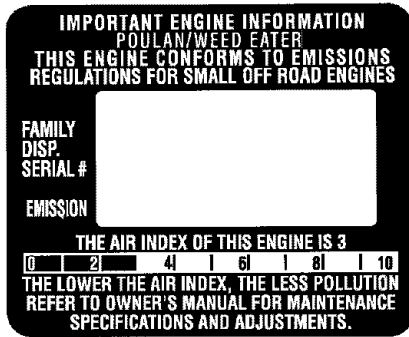 IMPORTANT ENGINE INFORMATION
POULAN/WEED EATER
THIS ENGINE CONFORMS TO EMISSIONS
REGULATIONS FOR SMALL OFF ROAD ENGINES
FAMILY
DISP.
SERIAL #
EMISSION
THE AIR INDEX OF THIS ENGINE IS 3
0 2 4 6 8 10
THE LOWER THE AIR INDEX, THE LESS POLLUTION
REFER TO OWNER'S MANUAL FOR MAINTENANCE
SPECIFICATIONS AND ADJUSTMENTS.